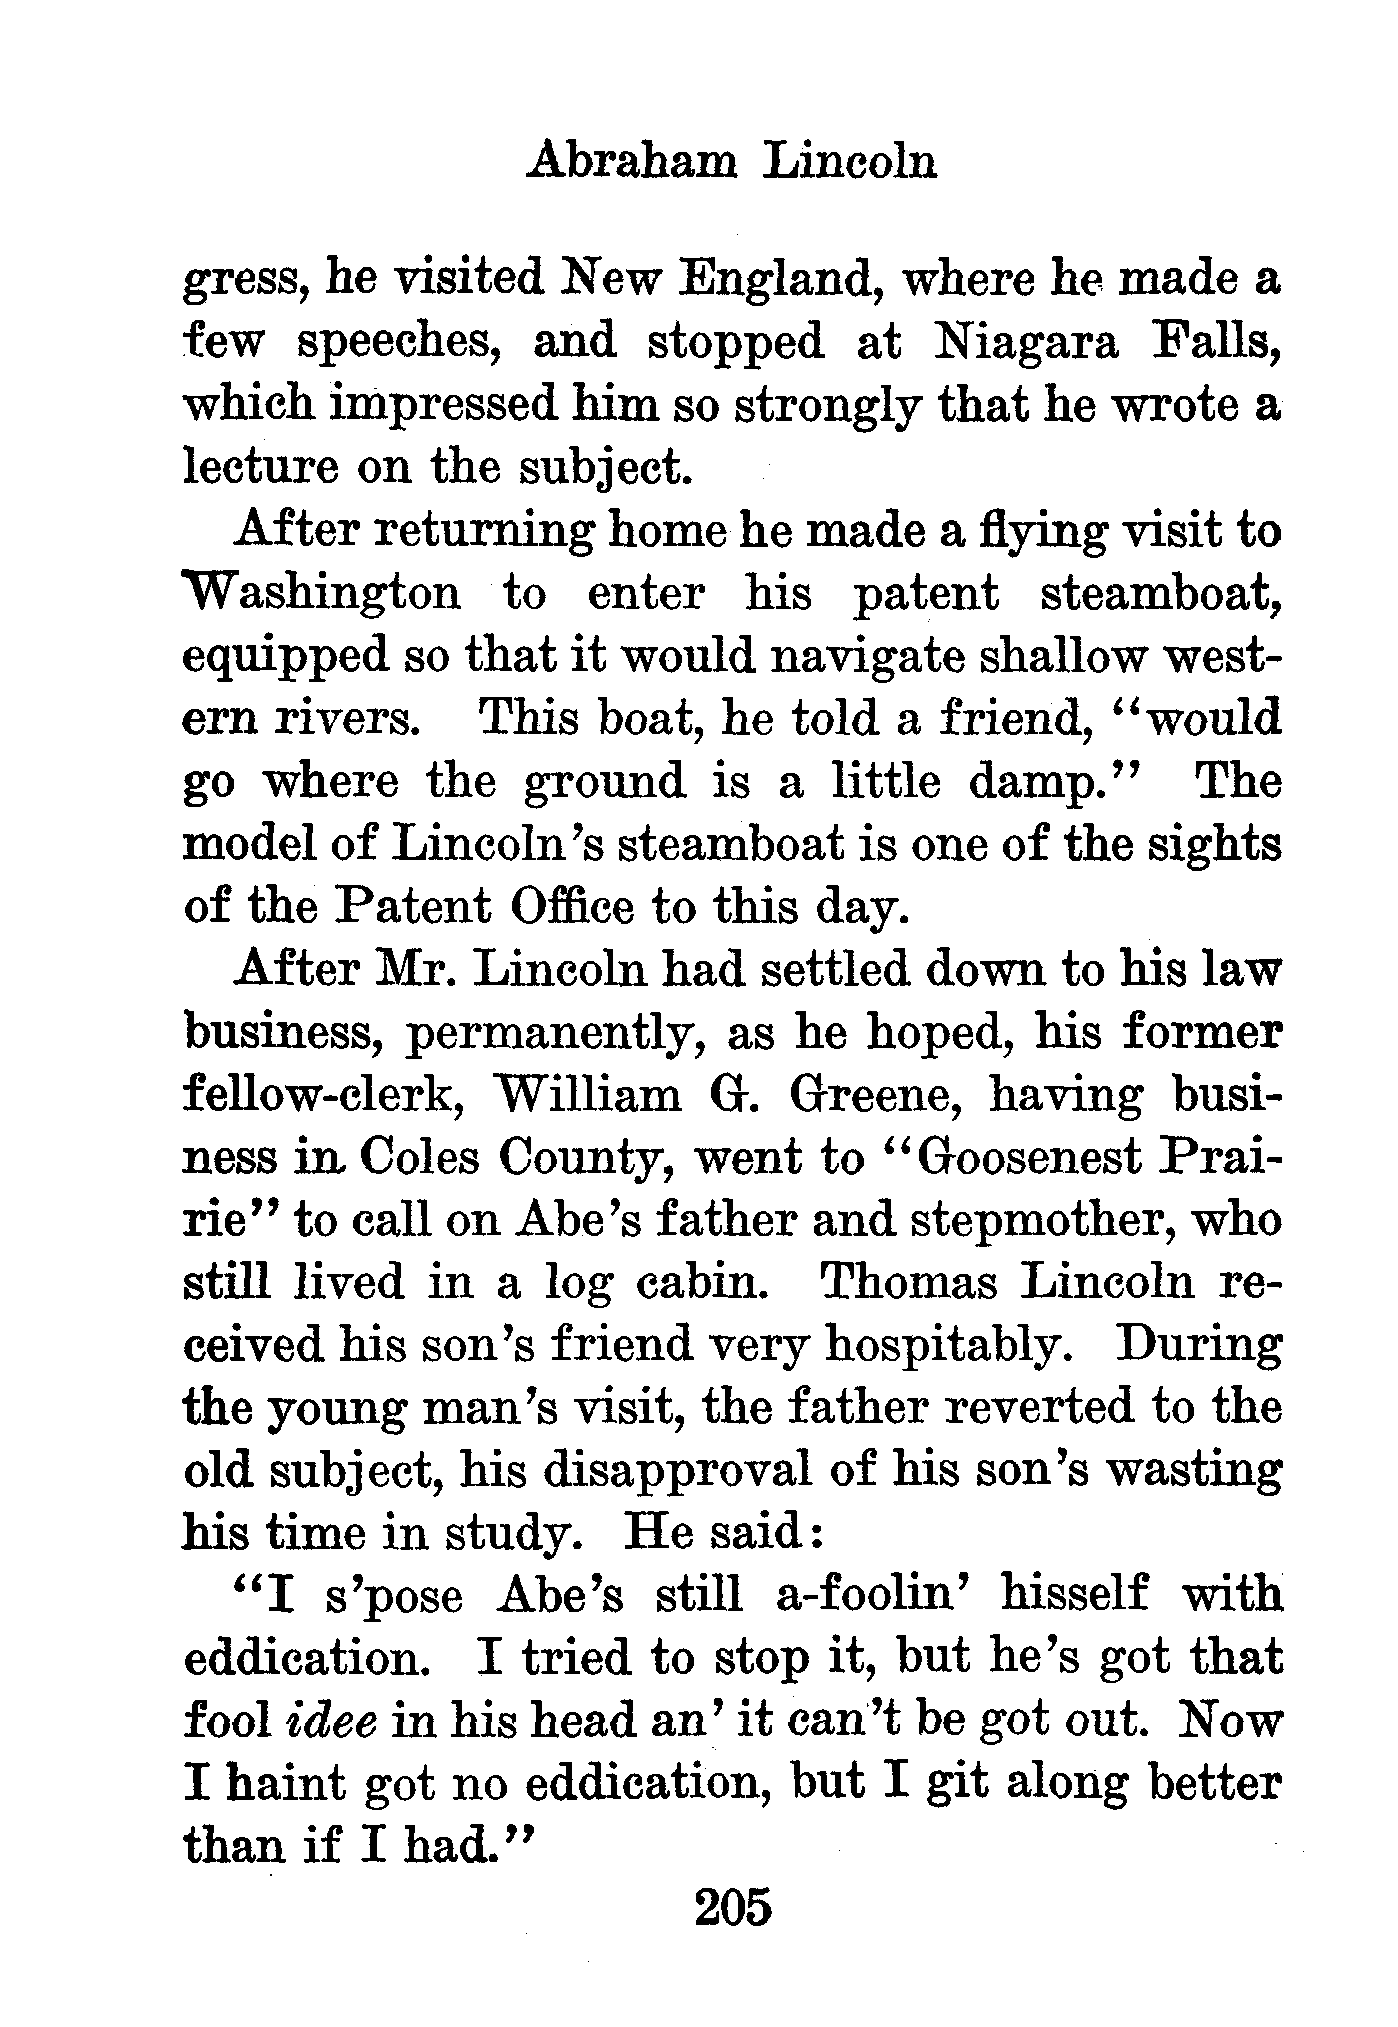 Abraham Lincoln
gress, he visited New England, where he made a
few speeches, and stopped at Niagara Falls,
which impressed him so strongly that he wrote a
lecture on the subject.
After returning home he made a flying visit to
Washington to enter his patent steamboat,
equipped so that it would navigate shallow west-
ern rivers. This boat, he told a friend, “would
go where the ground is a little damp.” The
model of Lincoln’s steamboat is one of the sights
of the Patent Office to this day.
After Mr. Lincoln had settled down to his law
business, permanently, as he hoped, his former
fellow-clerk, William G. Greene, having busi-
ness in Coles County, went to “Goosenest Prai-
rie” to call on Abe’s father and stepmother, who
still lived in a log cabin. Thomas Lincoln re-
ceived his son’s friend very hospitably. During
the young man’s visit, the father reverted to the
old subject, his disapproval of his son’s wasting
his time in study. He said:
“I s’pose Abe’s still a-foolin’ hisself with
eddication. I tried to stop it, but he’s got that
fool idee in his head an’ it can’t be got out. Now
I haint got no eddication, but I git along better
than if I had.”
205